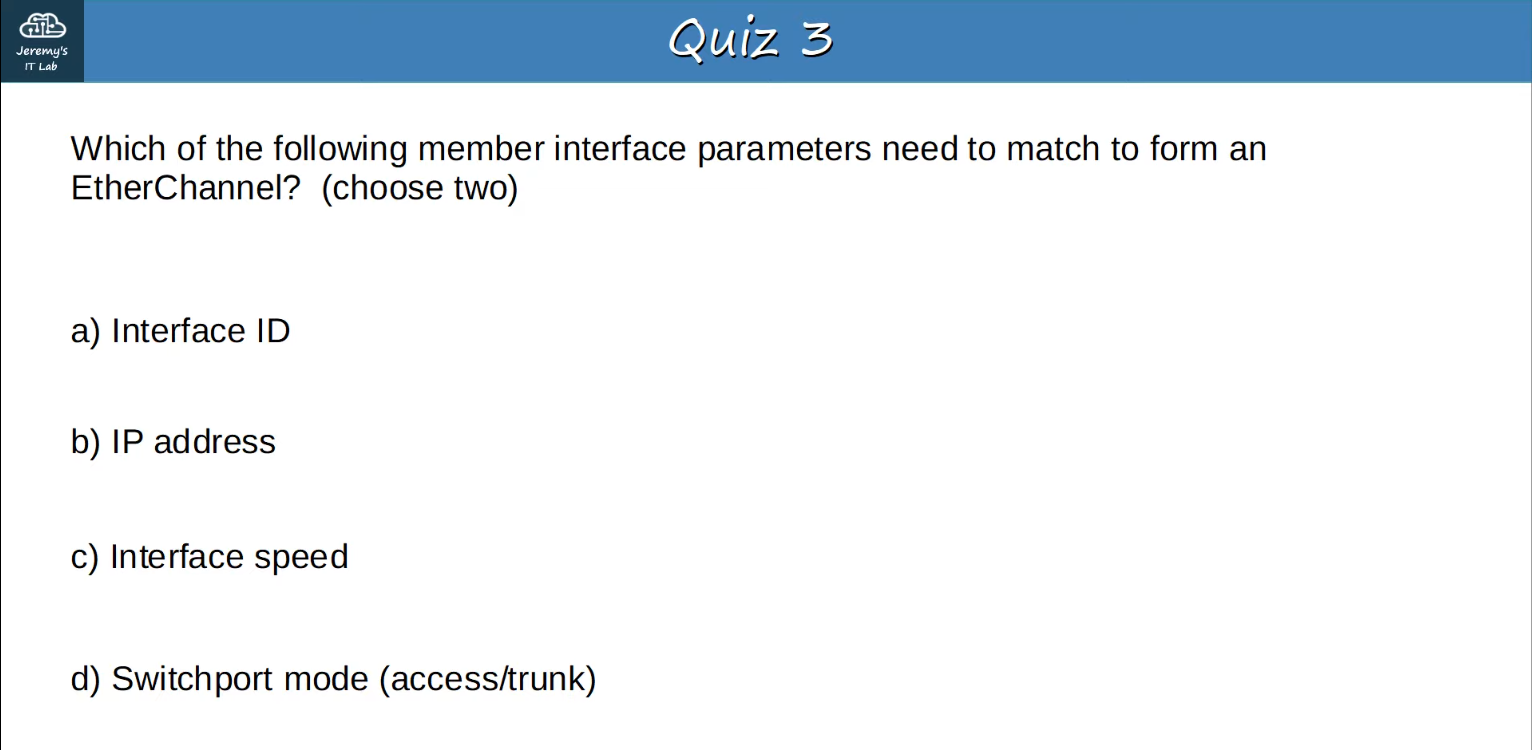 Jeremy's
IT Lab
Quiz 3
Which of the following member interface parameters need to match to form an
EtherChannel?  (choose two)
a) Interface ID
b) IP address
c) Interface speed
d) Switchport mode (access/trunk)